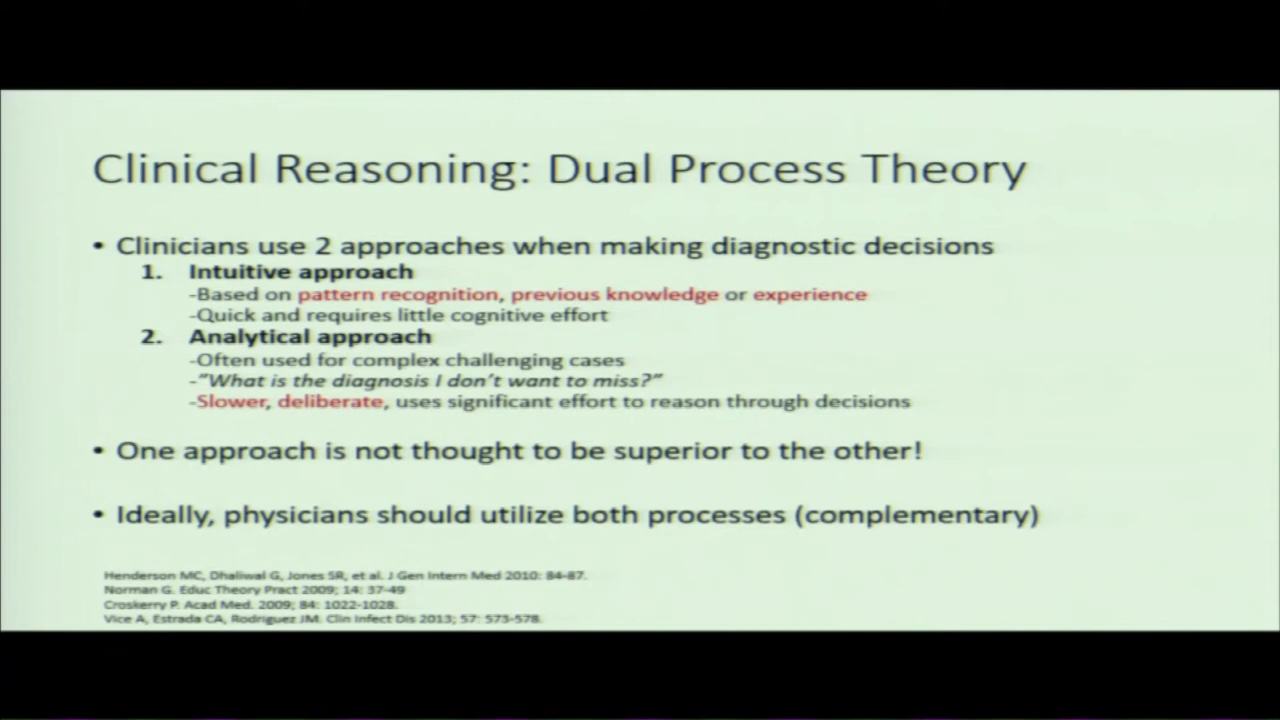 Clinical Reasoning: Dual Process Theory
• Clinicians use 2 approaches when making diagnostic decisions
1. Intuitive approach
-Based on pattern recognition, previous knowledge or experience
-Quick and requires little cognitive effort
2. Analytical approach
-Often used for complex challenging cases
-"What is the diagnosis I don't want to miss?"
-Slower, deliberate, uses significant effort to reason through decisions
• One approach is not thought to be superior to the other!
• Ideally, physicians should utilize both processes (complementary)
Henderson MC, Dhaliwal G, Jones SR, et al. J Gen Intern Med 2010: 84-87.
Norman G. Educ Theory Pract 2009; 14: 37-49
Croskerry P. Acad Med. 2009; 84: 1022-1028.
Vice A, Estrada CA, Rodriguez JM. Clin Infect Dis 2013; 57: 573-578.